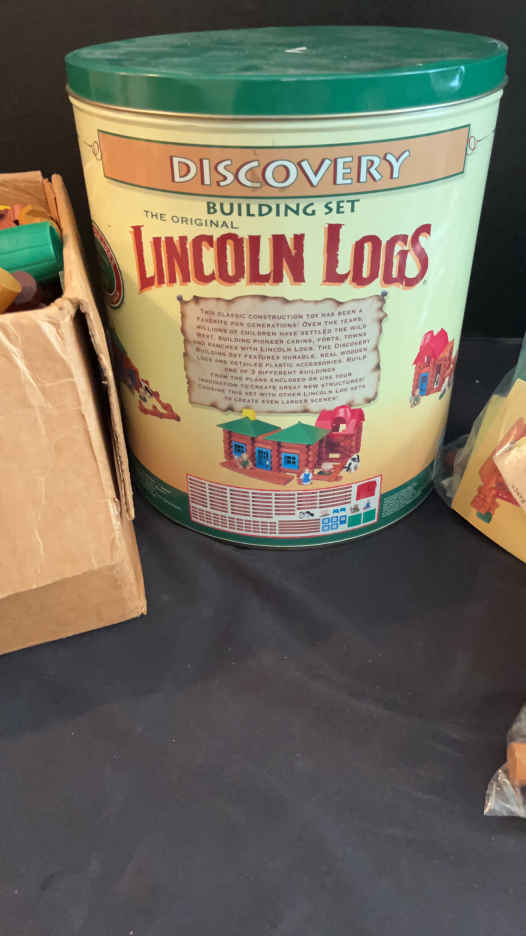 DISCOVERY
BUILDING SET
THE ORIGINAL
LINCOLN LOGS
THIS CLASSIC CONSTRUCTION TOY HAS BEEN A
FAVORITE FOR GENERATIONS! OVER THE YEARS,
MILLIONS OF CHILDREN HAVE SETTLED THE WILD
WEST, BUILDING PIONEER CABINS, FORTS, TOWNS
AND RANCHES WITH LINCOLN LOGS. THE DISCOVERY
BUILDING SET FEATURES DURABLE, REAL WOODEN
LOGS AND DETAILED PLASTIC ACCESSORIES. BUILD
ONE OF 3 DIFFERENT BUILDINGS
FROM THE PLANS ENCLOSED OR USE YOUR
IMAGINATION TO CREATE GREAT NEW STRUCTURES!
COMBINE THIS SET WITH OTHER LINCOLN LOG SETS
TO CREATE EVEN LARGER SCENES!